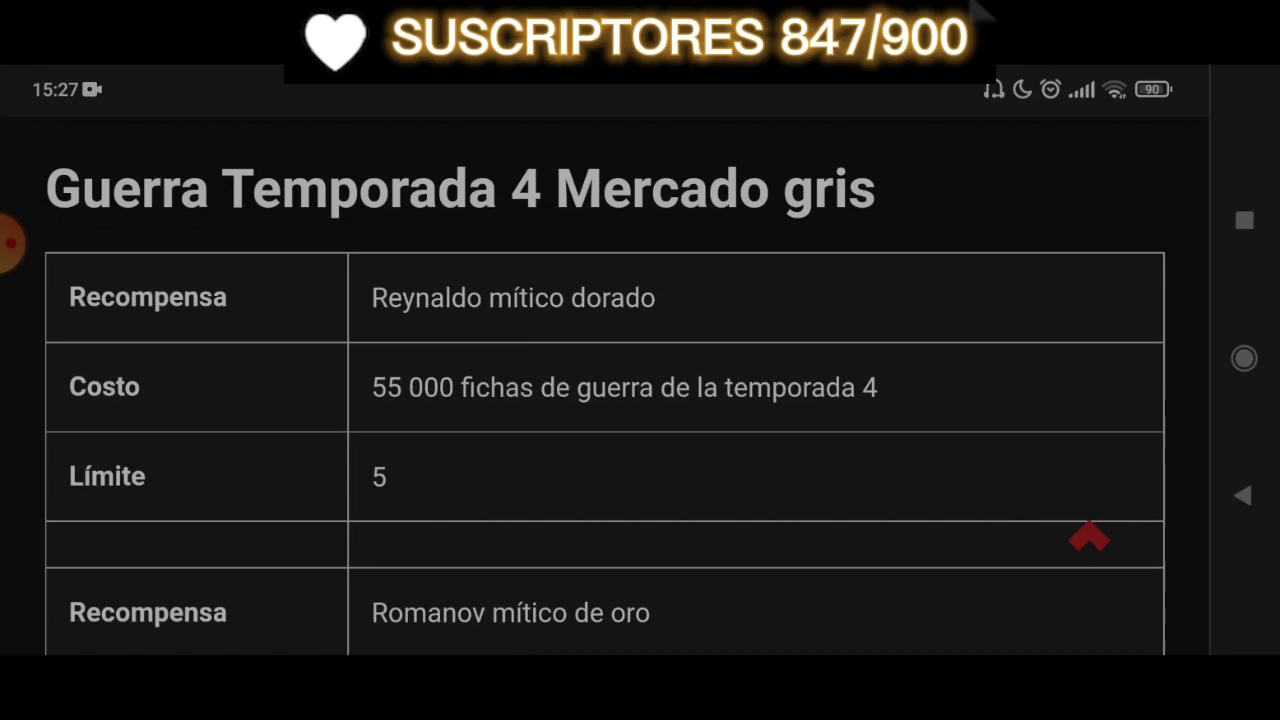 SUSCRIPTORES 847/900
15:27
90
Guerra Temporada 4 Mercado gris
Recompensa Reynaldo mítico dorado
Costo 55 000 fichas de guerra de la temporada 4
Límite 5
Recompensa Romanov mítico de oro